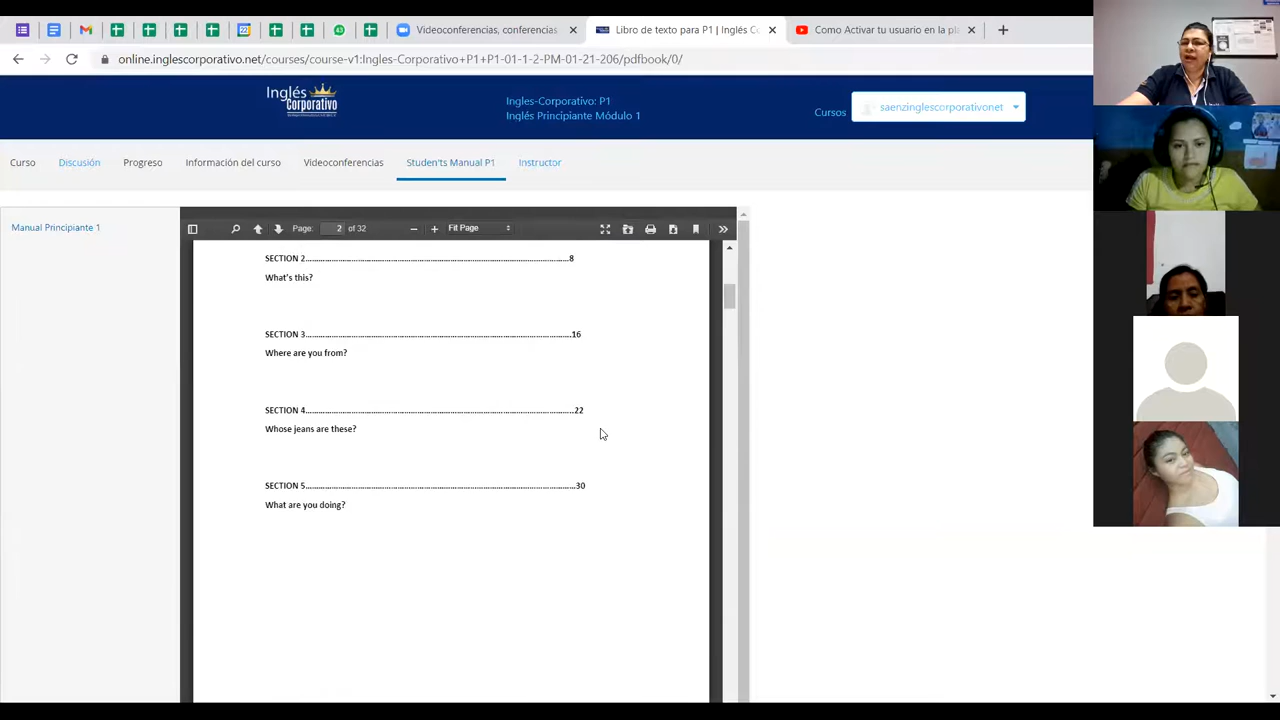 Videoconferencias, conferencia
Libro de texto para P1 | Inglés Co
Como Activar tu usuario en la pl
online.inglescorporativo.net/courses/course-v1:Ingles-Corporativo+P1+P1-01-1-2-PM-01-21-206/pdfbook/0/
Inglés
Corporativo
Ingles-Corporativo: P1
Inglés Principiante Módulo 1
Cursos
saenzinglescorporativonet
Curso
Discusión
Progreso
Información del curso
Videoconferencias
Studen'ts Manual P1
Instructor
Manual Principiante 1
Page: 2 of 32
Fit Page
SECTION 2.......................................................................................................8
What's this?
SECTION 3.......................................................................................................16
Where are you from?
SECTION 4.......................................................................................................22
Whose jeans are these?
SECTION 5.......................................................................................................30
What are you doing?